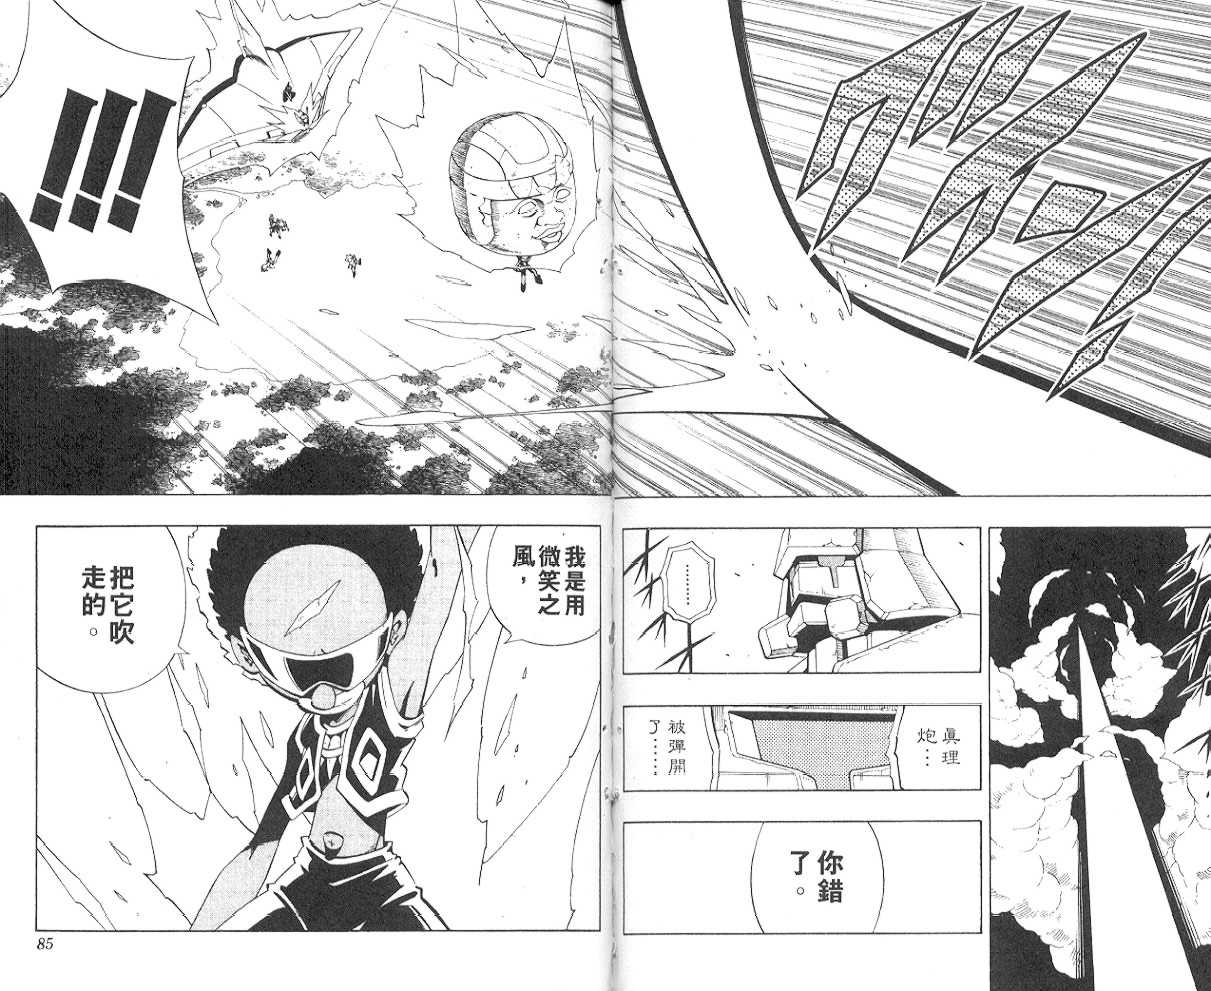 !!!
……
真理
炮…
被彈開
了……
你錯
了。
我是用
微笑之
風，
把它吹
走的。
85